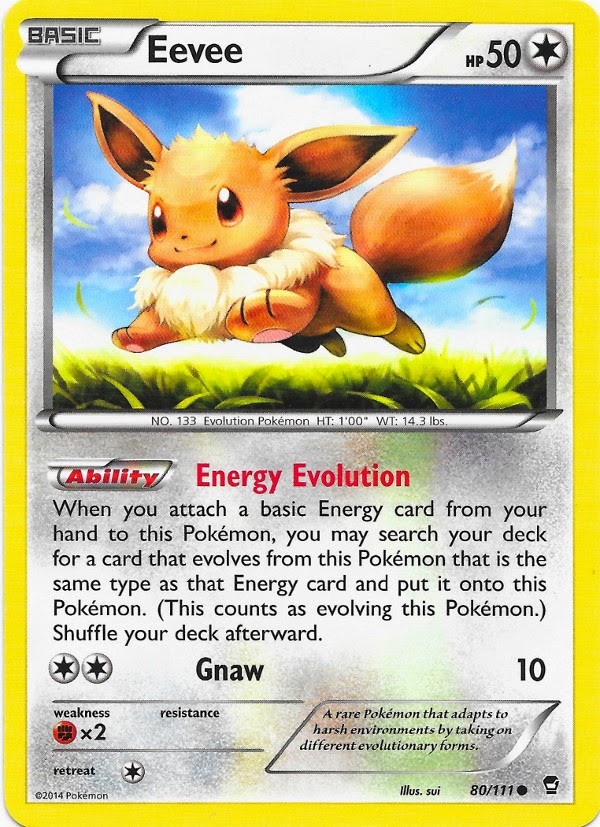 BASIC Eevee HP50
NO. 133 Evolution Pokémon HT: 1'00" WT: 14.3 lbs.
Ability Energy Evolution
When you attach a basic Energy card from your
hand to this Pokémon, you may search your deck
for a card that evolves from this Pokémon that is the
same type as that Energy card and put it onto this
Pokémon. (This counts as evolving this Pokémon.)
Shuffle your deck afterward.
Gnaw 10
weakness resistance
×2
A rare Pokémon that adapts to
harsh environments by taking on
different evolutionary forms.
retreat
©2014 Pokémon Illus. sui 80/111